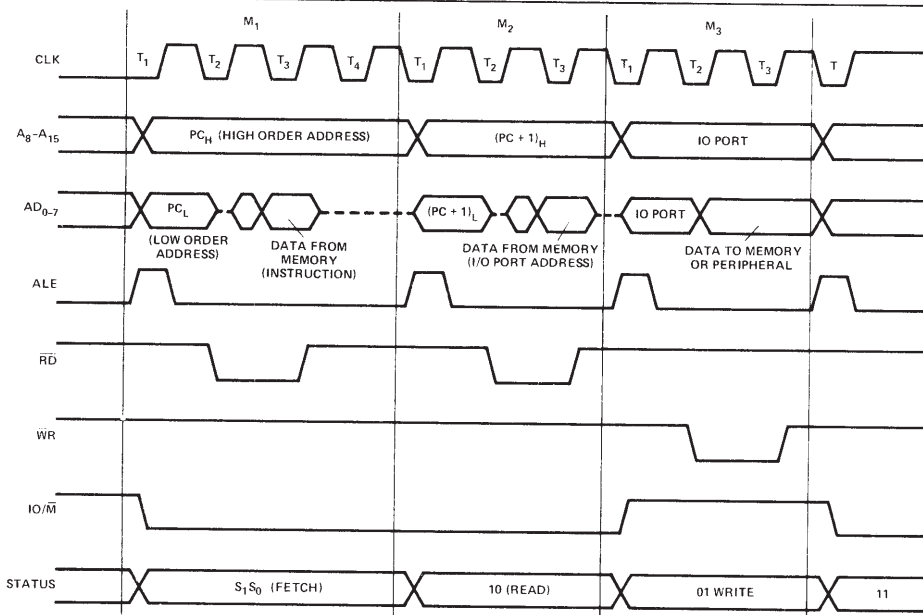 M1 M2 M3
CLK T1 T2 T3 T4 T1 T2 T3 T1 T2 T3 T
A8-A15 PCH (HIGH ORDER ADDRESS) (PC + 1)H IO PORT
AD0-7 PCL (PC + 1)L IO PORT
(LOW ORDER ADDRESS)
DATA FROM MEMORY (INSTRUCTION)
DATA FROM MEMORY (I/O PORT ADDRESS)
DATA TO MEMORY OR PERIPHERAL
ALE
R̅D̅
W̅R̅
IO/M̅
STATUS S1S0 (FETCH) 10 (READ) 01 WRITE 11